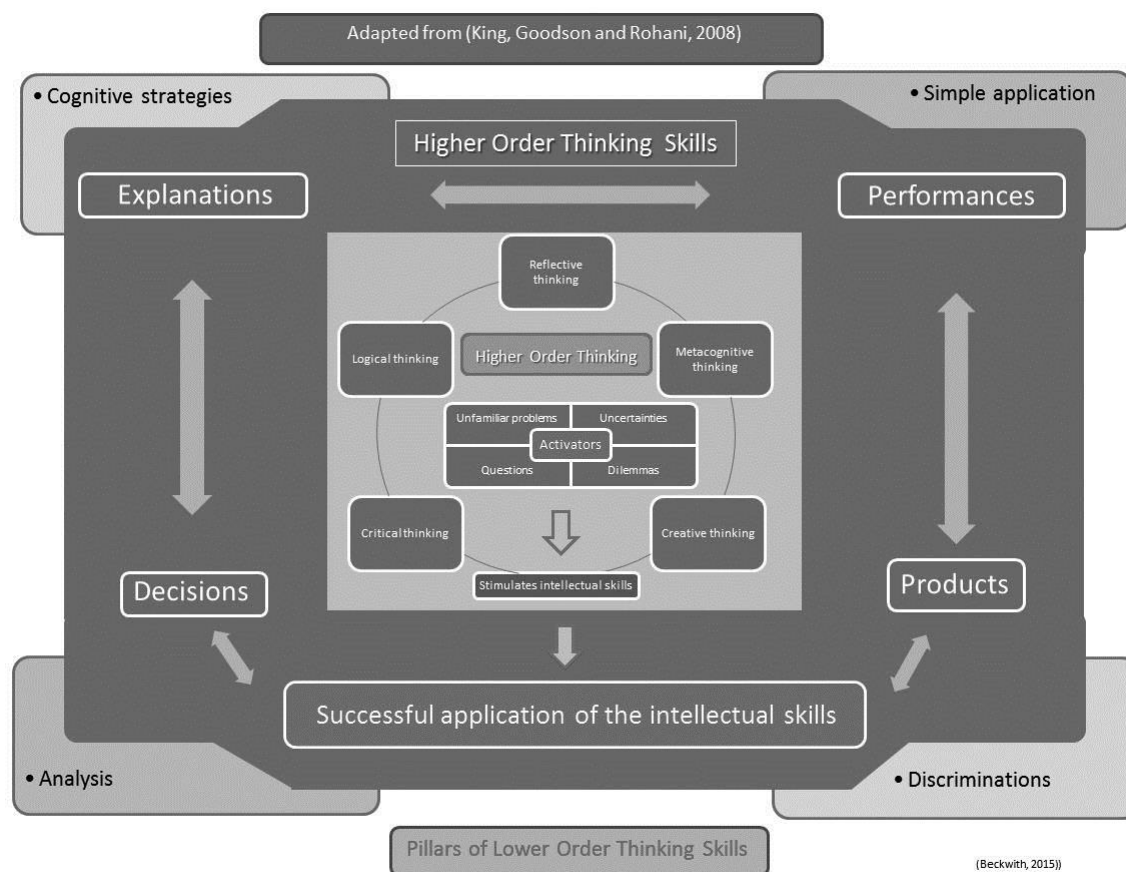 Adapted from (King, Goodson and Rohani, 2008)
• Cognitive strategies
• Simple application
Higher Order Thinking Skills
Explanations
Performances
Reflective
thinking
Logical thinking
Higher Order Thinking
Metacognitive
thinking
Unfamiliar problems
Uncertainties
Activators
Questions
Dilemmas
Critical thinking
Creative thinking
Stimulates intellectual skills
Decisions
Products
Successful application of the intellectual skills
• Analysis
• Discriminations
Pillars of Lower Order Thinking Skills
(Beckwith, 2015))